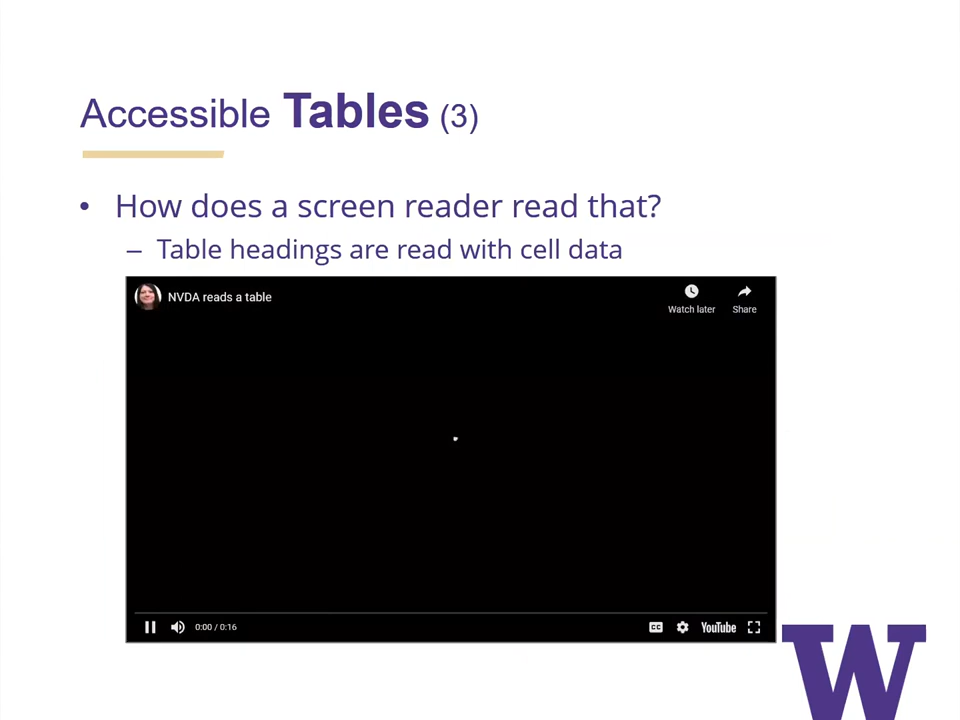 Accessible Tables (3)
• How does a screen reader read that?
– Table headings are read with cell data
NVDA reads a table
Watch later
Share
0:00 / 0:16
CC
YouTube
W